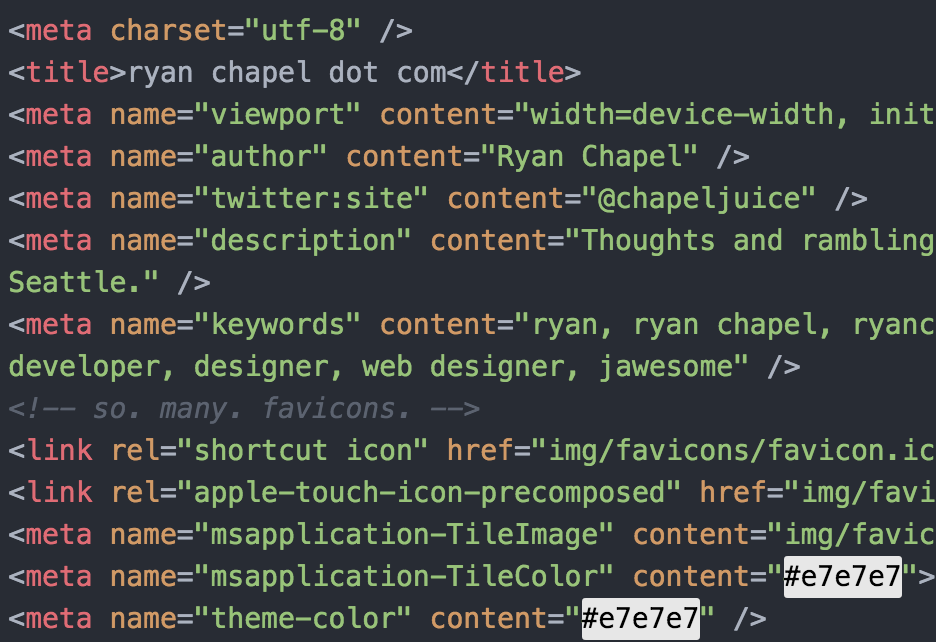 <meta charset="utf-8" />
<title>ryan chapel dot com</title>
<meta name="viewport" content="width=device-width, init
<meta name="author" content="Ryan Chapel" />
<meta name="twitter:site" content="@chapeljuice" />
<meta name="description" content="Thoughts and rambling
Seattle." />
<meta name="keywords" content="ryan, ryan chapel, ryanc
developer, designer, web designer, jawesome" />
<!-- so. many. favicons. -->
<link rel="shortcut icon" href="img/favicons/favicon.ic
<link rel="apple-touch-icon-precomposed" href="img/favi
<meta name="msapplication-TileImage" content="img/favic
<meta name="msapplication-TileColor" content="#e7e7e7">
<meta name="theme-color" content="#e7e7e7" />